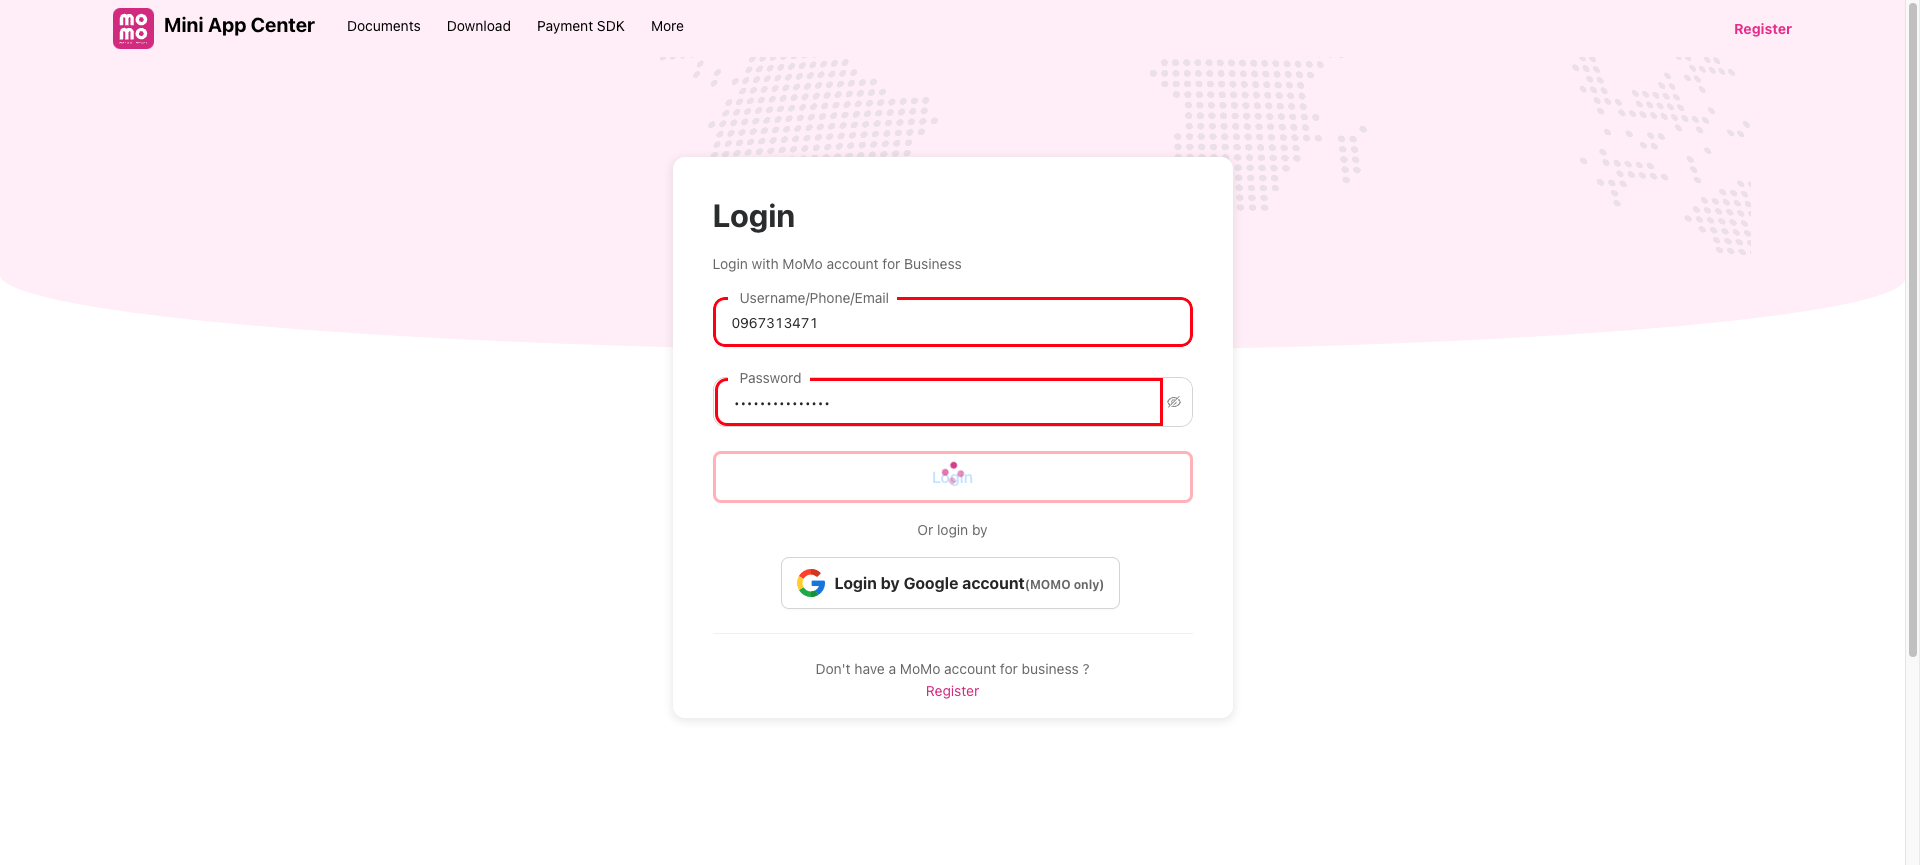 MOMO
Mini App Center
Documents
Download
Payment SDK
More
Register
Login
Login with MoMo account for Business
Username/Phone/Email
0967313471
Password
•••••••••••••••
Login
Or login by
Login by Google account(MOMO only)
Don't have a MoMo account for business ?
Register